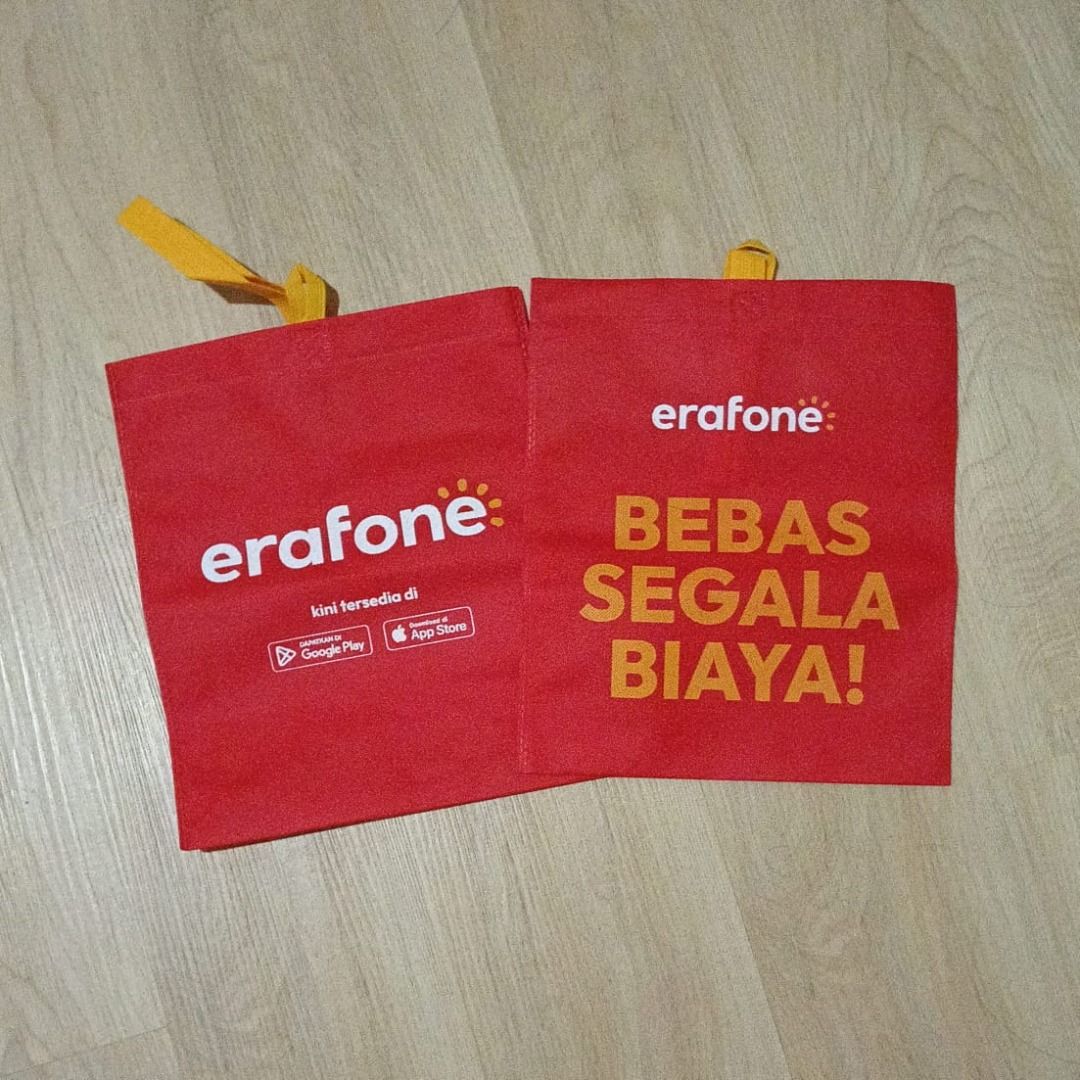 erafone
kini tersedia di
DAPATKAN DI
Google Play
Download di
App Store
erafone
BEBAS
SEGALA
BIAYA!